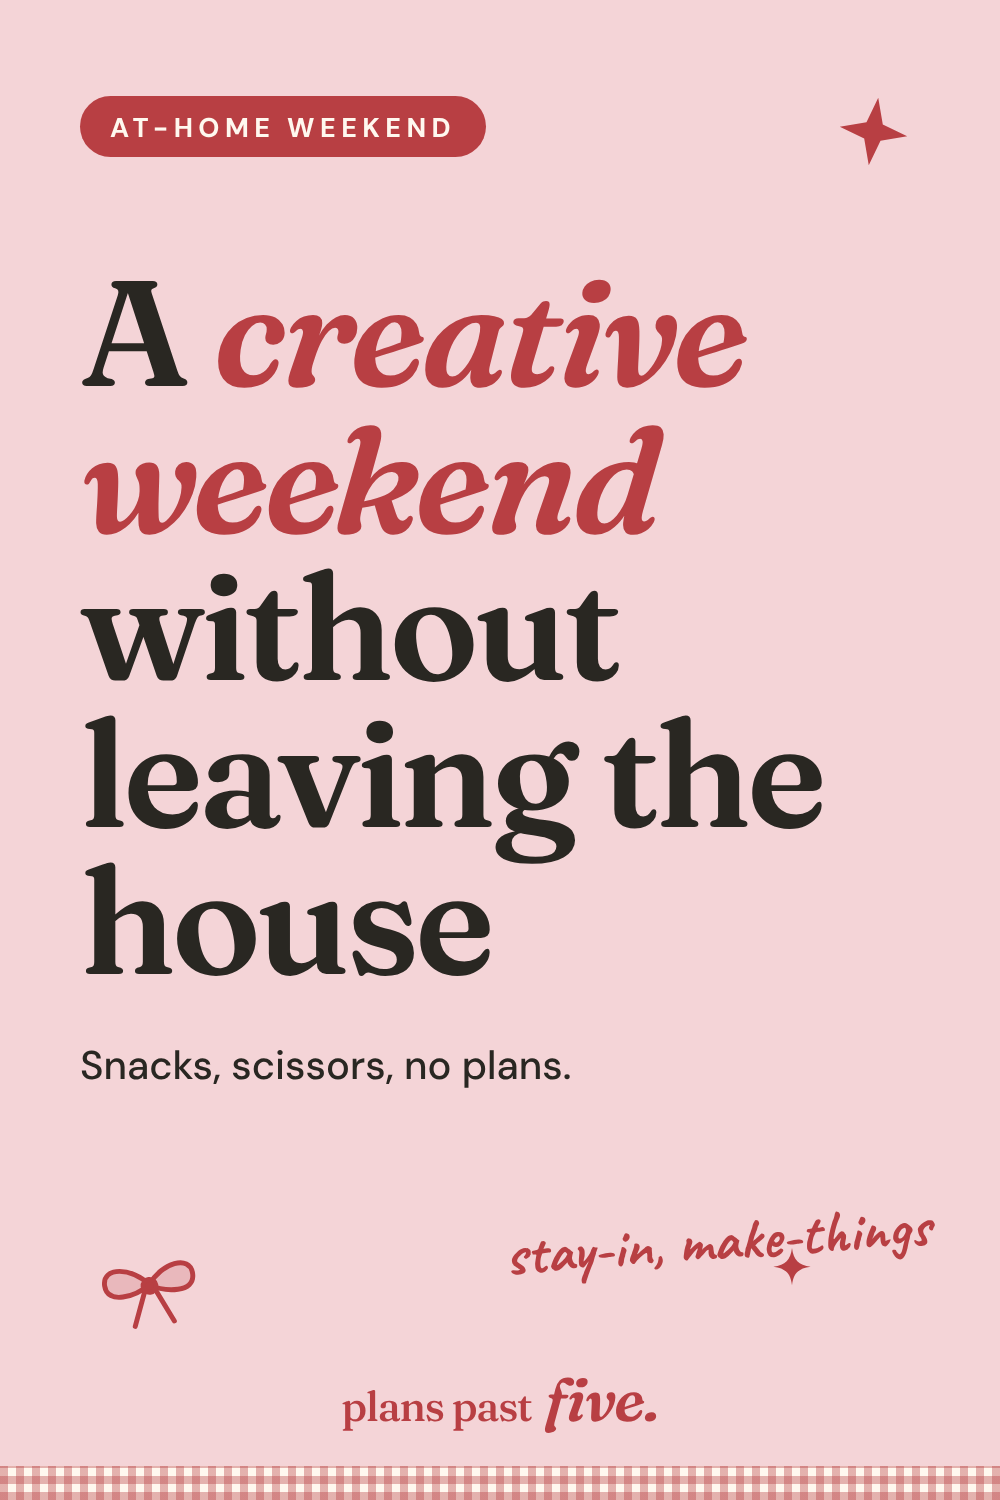 AT-HOME WEEKEND
A creative
weekend
without
leaving the
house
Snacks, scissors, no plans.
stay-in, make-things
plans past five.